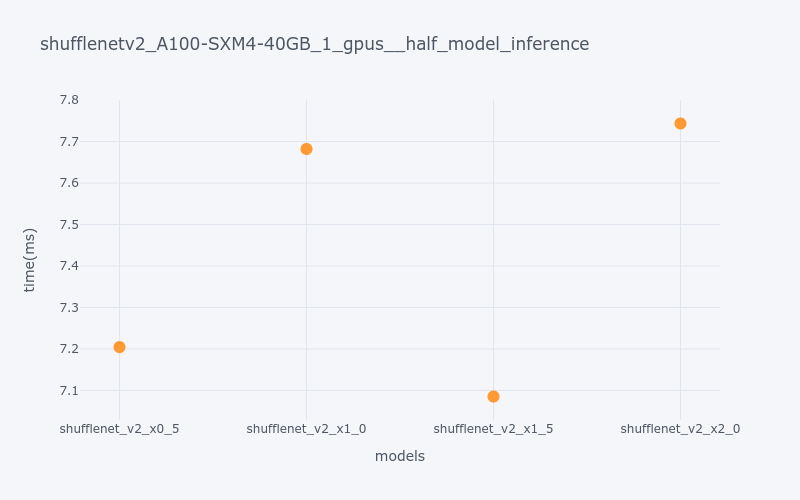 shufflenetv2_A100-SXM4-40GB_1_gpus__half_model_inference
7.8
7.7
7.6
7.5
7.4
7.3
7.2
7.1
time(ms)
shufflenet_v2_x0_5
shufflenet_v2_x1_0
shufflenet_v2_x1_5
shufflenet_v2_x2_0
models